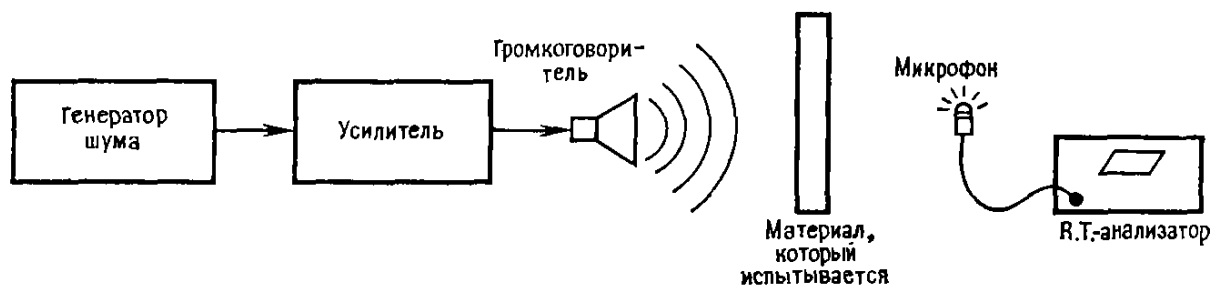 Генератор
шума
Усилитель
Громкоговори-
тель
Материал,
который
испытывается
Микрофон
R.T.-анализатор